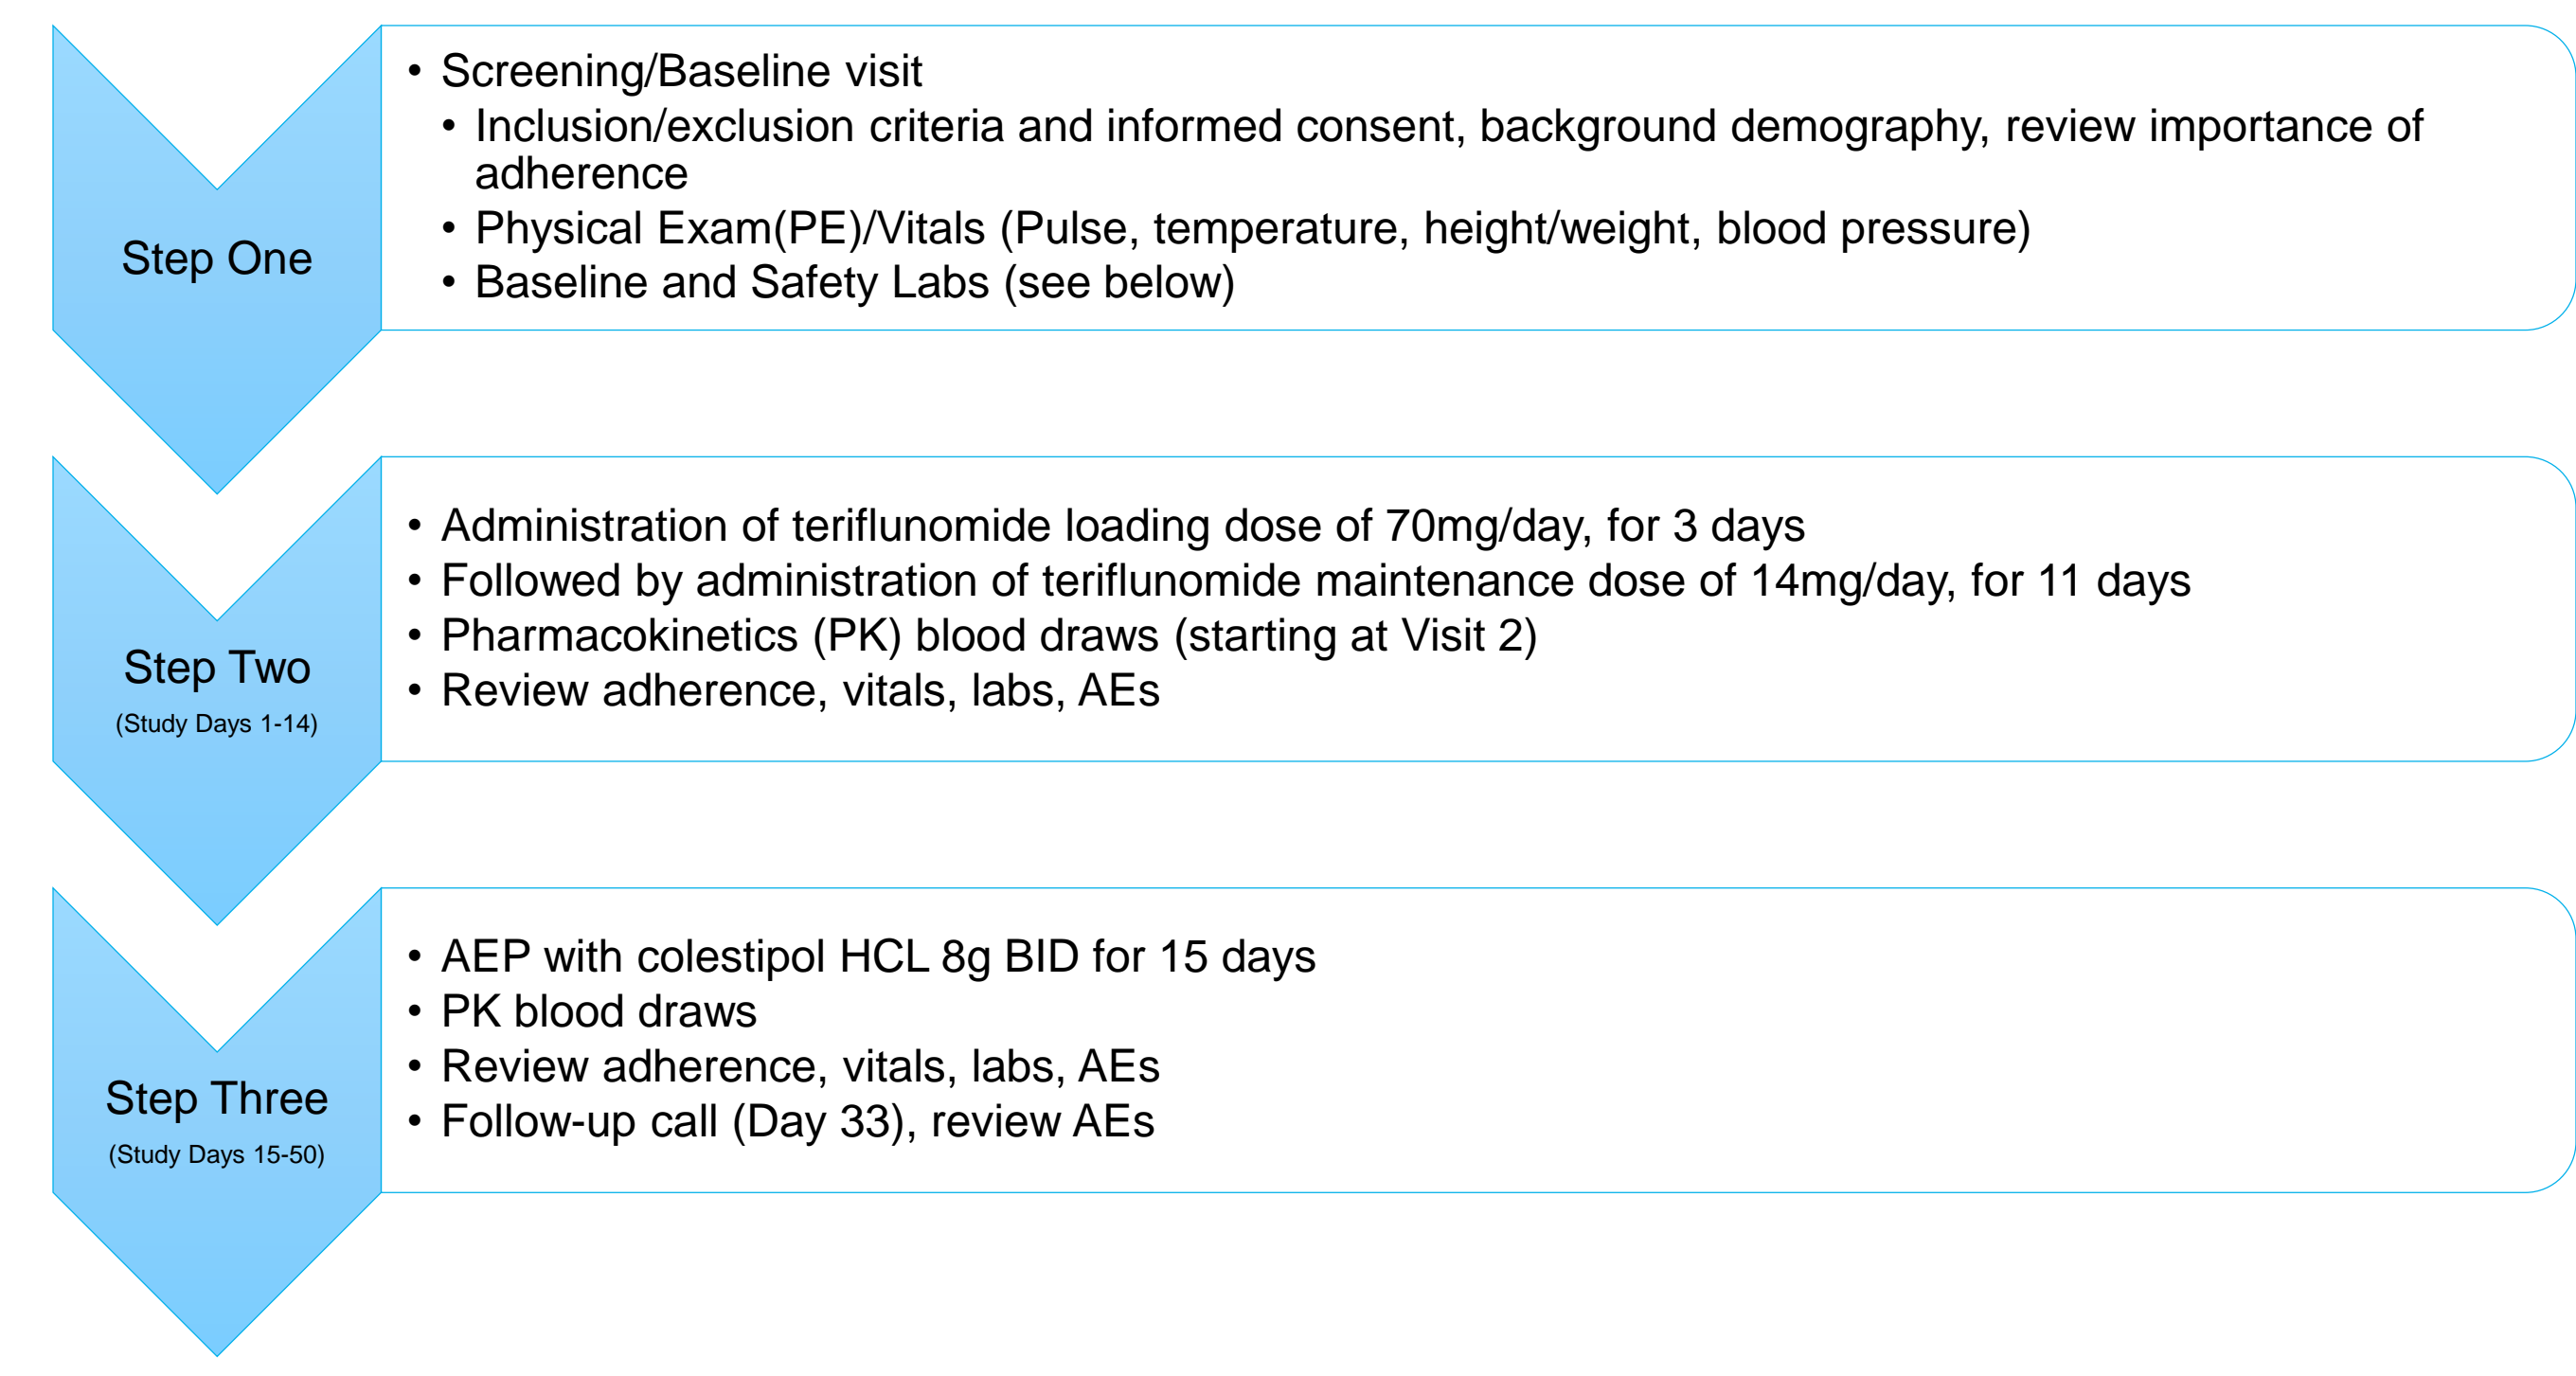 Step One
• Screening/Baseline visit
• Inclusion/exclusion criteria and informed consent, background demography, review importance of
adherence
• Physical Exam(PE)/Vitals (Pulse, temperature, height/weight, blood pressure)
• Baseline and Safety Labs (see below)
Step Two
(Study Days 1-14)
• Administration of teriflunomide loading dose of 70mg/day, for 3 days
• Followed by administration of teriflunomide maintenance dose of 14mg/day, for 11 days
• Pharmacokinetics (PK) blood draws (starting at Visit 2)
• Review adherence, vitals, labs, AEs
Step Three
(Study Days 15-50)
• AEP with colestipol HCL 8g BID for 15 days
• PK blood draws
• Review adherence, vitals, labs, AEs
• Follow-up call (Day 33), review AEs